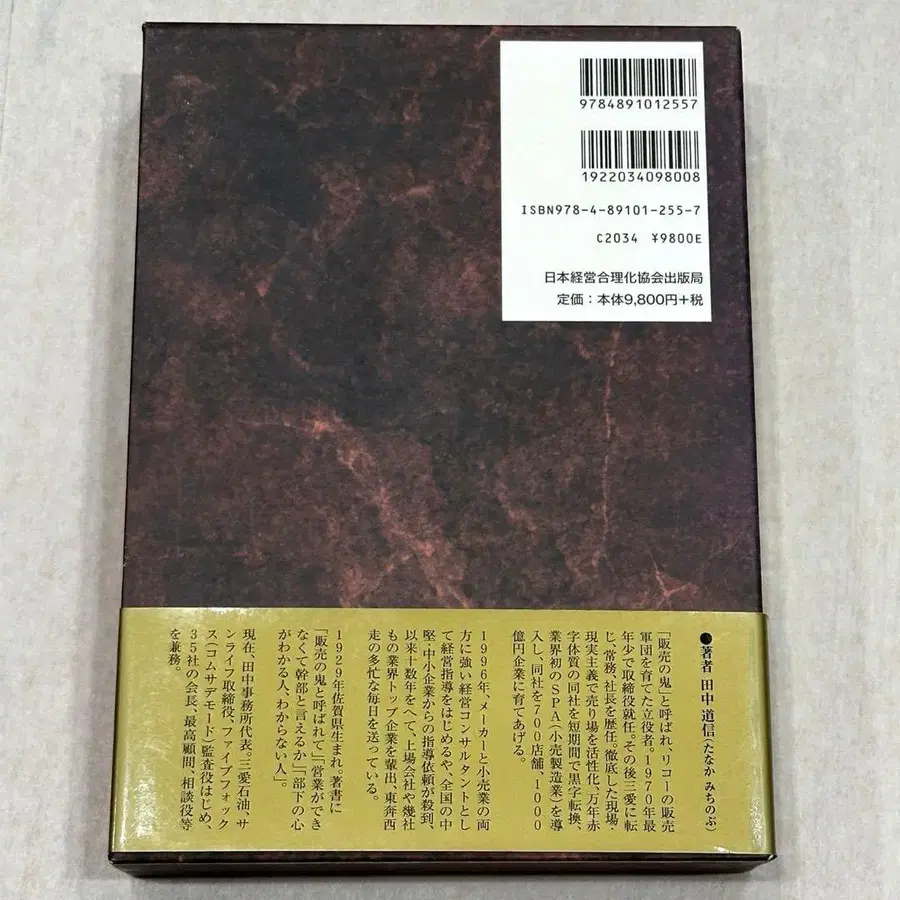 9784891012557
1922034098008
ISBN978-4-89101-255-7
C2034 ¥9800E
日本経営合理化協会出版局
定価：本体9,800円+税
●著者 田中 道信(たなか みちのぶ)
「販売の鬼」と呼ばれ、リコーの販売
軍団を育てた立役者。1970年最
年少で取締役就任。その後三愛に転
じ、常務、社長を歴任。徹底した現場・
現実主義で売り場を活性化、万年赤
字体質の同社を短期間で黒字転換、
業界初のSPA(小売製造業)を導
入し、同社を700店舗、1000
億円企業に育てあげる。
1996年、メーカーと小売業の両
方に強い経営コンサルタントとし
て経営指導をはじめるや、全国の中
堅・中小企業からの指導依頼が殺到、
以来十数年をへて、上場会社や幾社
もの業界トップ企業を輩出、東奔西
走の多忙な毎日を送っている。
1929年佐賀県生まれ。著書に
「販売の鬼と呼ばれて」「営業ができ
なくて幹部と言えるか」「部下の心
がわかる人、わからない人」。
現在、田中事務所代表。三愛石油、サ
ンライフ取締役、ファイブフォック
ス(コムサデモード)監査役はじめ、
35社の会長、最高顧問、相談役等
を兼務。